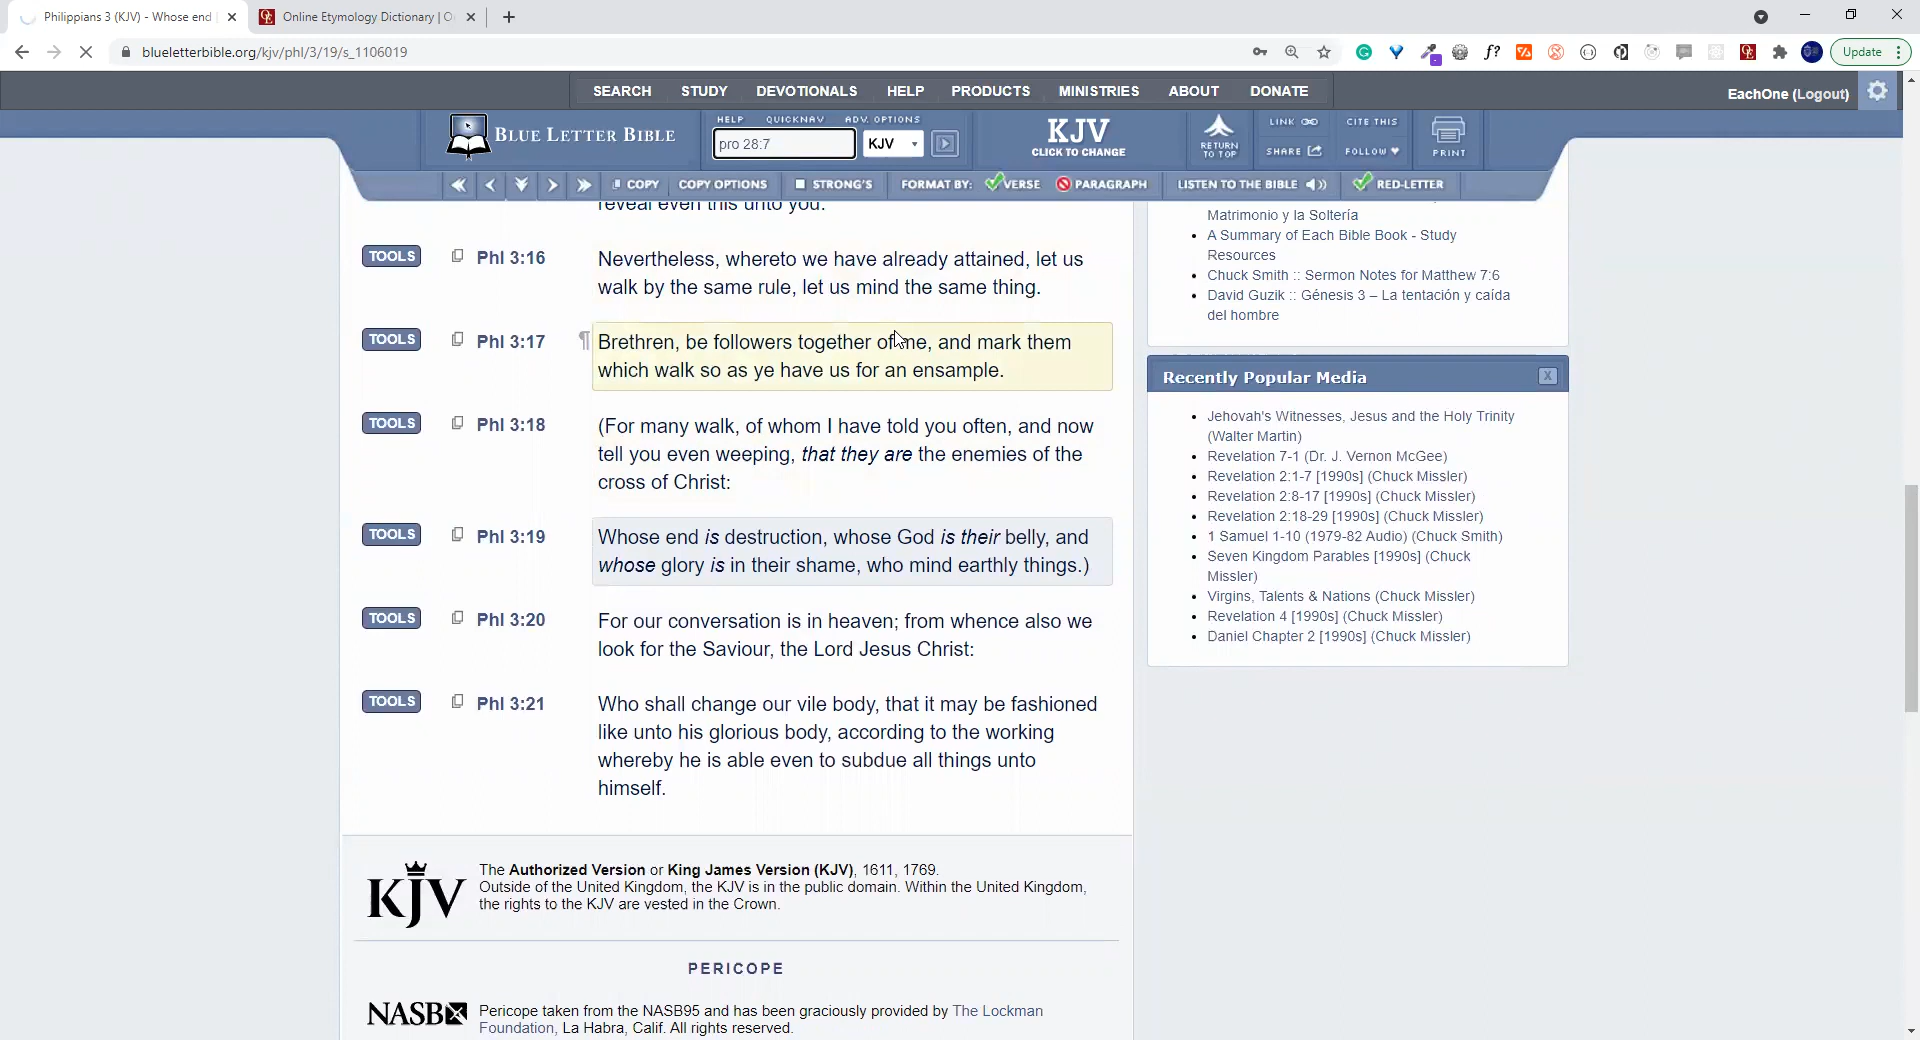 Philippians 3 (KJV) - Whose end
Online Etymology Dictionary | O
blueletterbible.org/kjv/phl/3/19/s_1106019
Update
SEARCH STUDY DEVOTIONALS HELP PRODUCTS MINISTRIES ABOUT DONATE
EachOne (Logout)
BLUE LETTER BIBLE
HELP QUICKNAV ADV. OPTIONS
pro 28:7 KJV
KJV
CLICK TO CHANGE
RETURN
TO TOP
LINK CITE THIS
SHARE FOLLOW
PRINT
COPY COPY OPTIONS STRONG'S FORMAT BY: VERSE PARAGRAPH LISTEN TO THE BIBLE RED-LETTER
reveal even this unto you.
TOOLS Phl 3:16 Nevertheless, whereto we have already attained, let us
walk by the same rule, let us mind the same thing.
TOOLS Phl 3:17 ¶ Brethren, be followers together of me, and mark them
which walk so as ye have us for an ensample.
TOOLS Phl 3:18 (For many walk, of whom I have told you often, and now
tell you even weeping, that they are the enemies of the
cross of Christ:
TOOLS Phl 3:19 Whose end is destruction, whose God is their belly, and
whose glory is in their shame, who mind earthly things.)
TOOLS Phl 3:20 For our conversation is in heaven; from whence also we
look for the Saviour, the Lord Jesus Christ:
TOOLS Phl 3:21 Who shall change our vile body, that it may be fashioned
like unto his glorious body, according to the working
whereby he is able even to subdue all things unto
himself.
KJV
The Authorized Version or King James Version (KJV), 1611, 1769.
Outside of the United Kingdom, the KJV is in the public domain. Within the United Kingdom,
the rights to the KJV are vested in the Crown.
PERICOPE
NASB
Pericope taken from the NASB95 and has been graciously provided by The Lockman
Foundation, La Habra, Calif. All rights reserved.
Matrimonio y la Soltería
A Summary of Each Bible Book - Study
Resources
Chuck Smith :: Sermon Notes for Matthew 7:6
David Guzik :: Génesis 3 – La tentación y caída
del hombre
Recently Popular Media X
Jehovah's Witnesses, Jesus and the Holy Trinity
(Walter Martin)
Revelation 7-1 (Dr. J. Vernon McGee)
Revelation 2:1-7 [1990s] (Chuck Missler)
Revelation 2:8-17 [1990s] (Chuck Missler)
Revelation 2:18-29 [1990s] (Chuck Missler)
1 Samuel 1-10 (1979-82 Audio) (Chuck Smith)
Seven Kingdom Parables [1990s] (Chuck
Missler)
Virgins, Talents & Nations (Chuck Missler)
Revelation 4 [1990s] (Chuck Missler)
Daniel Chapter 2 [1990s] (Chuck Missler)